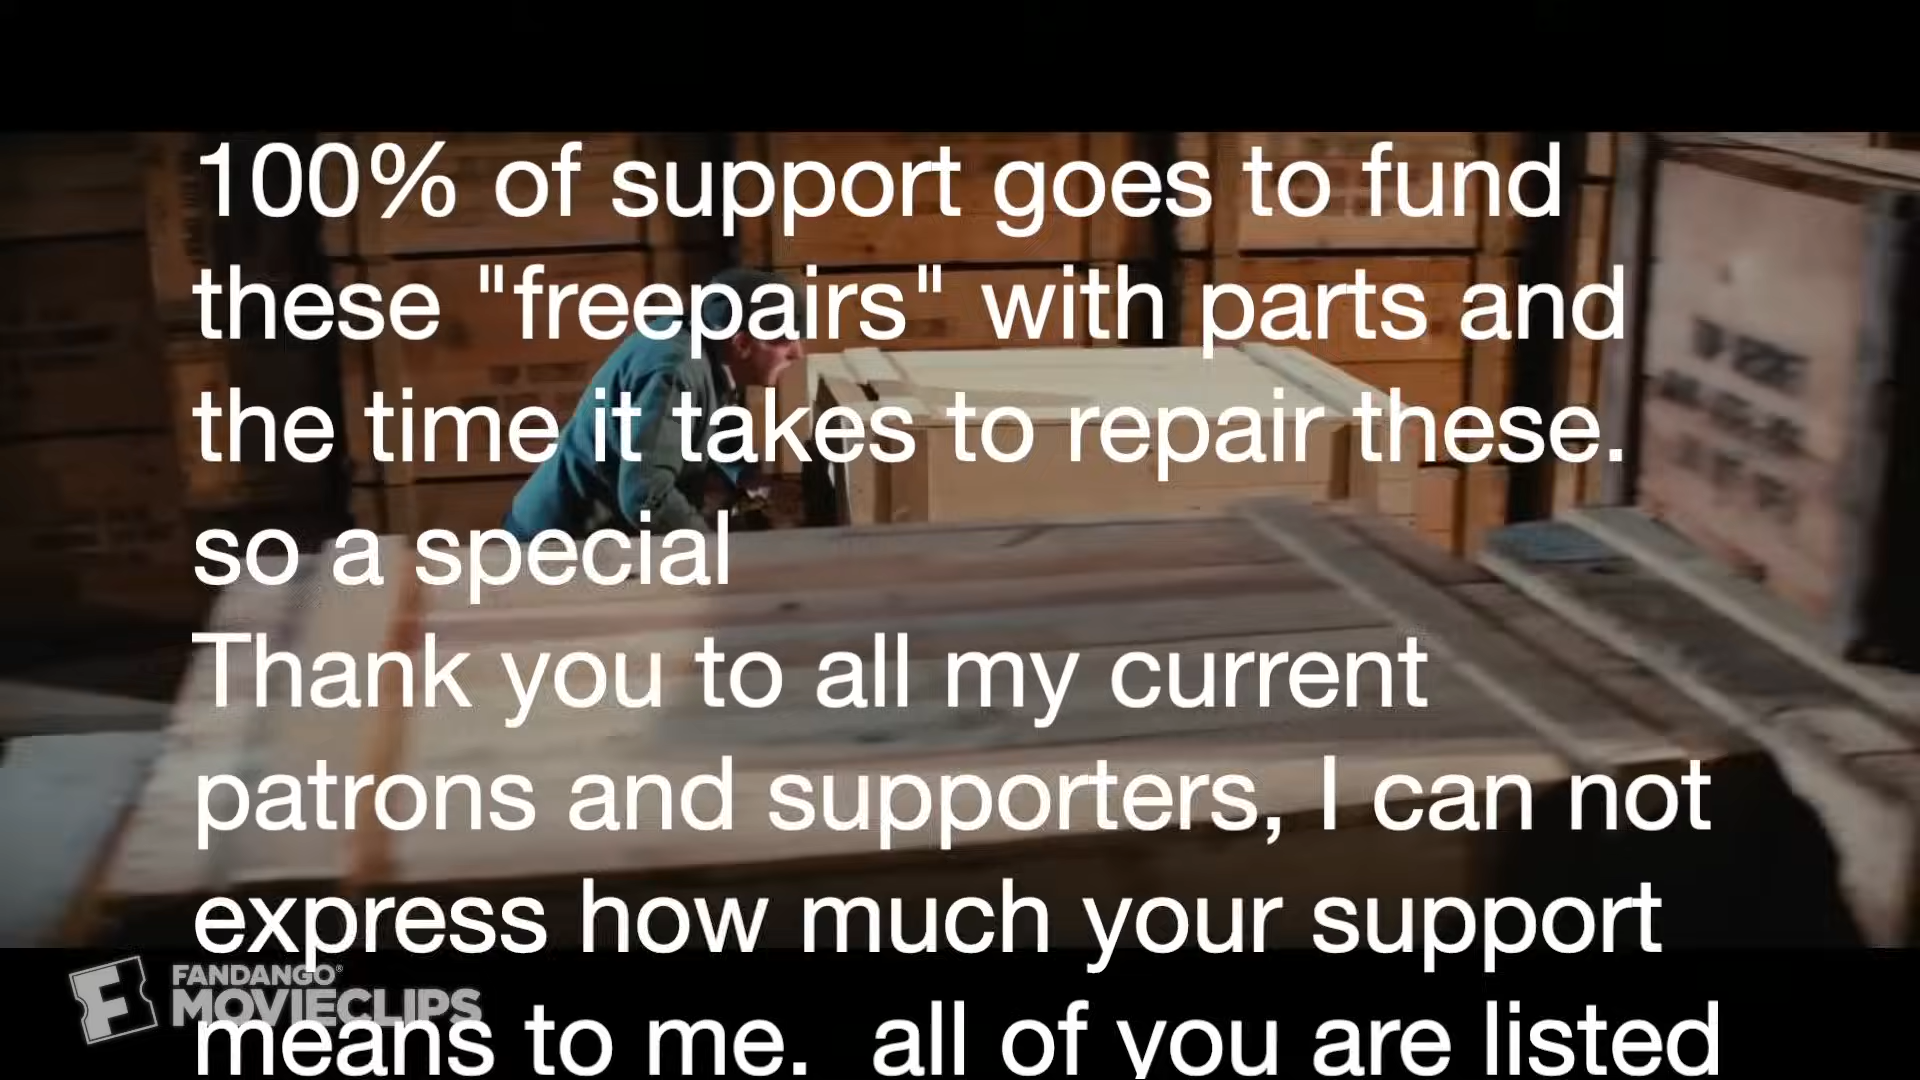 100% of support goes to fund
these "freepairs" with parts and
the time it takes to repair these.
so a special
Thank you to all my current
patrons and supporters, I can not
express how much your support
FANDANGO®
MOVIECLIPS
means to me.  all of you are listed